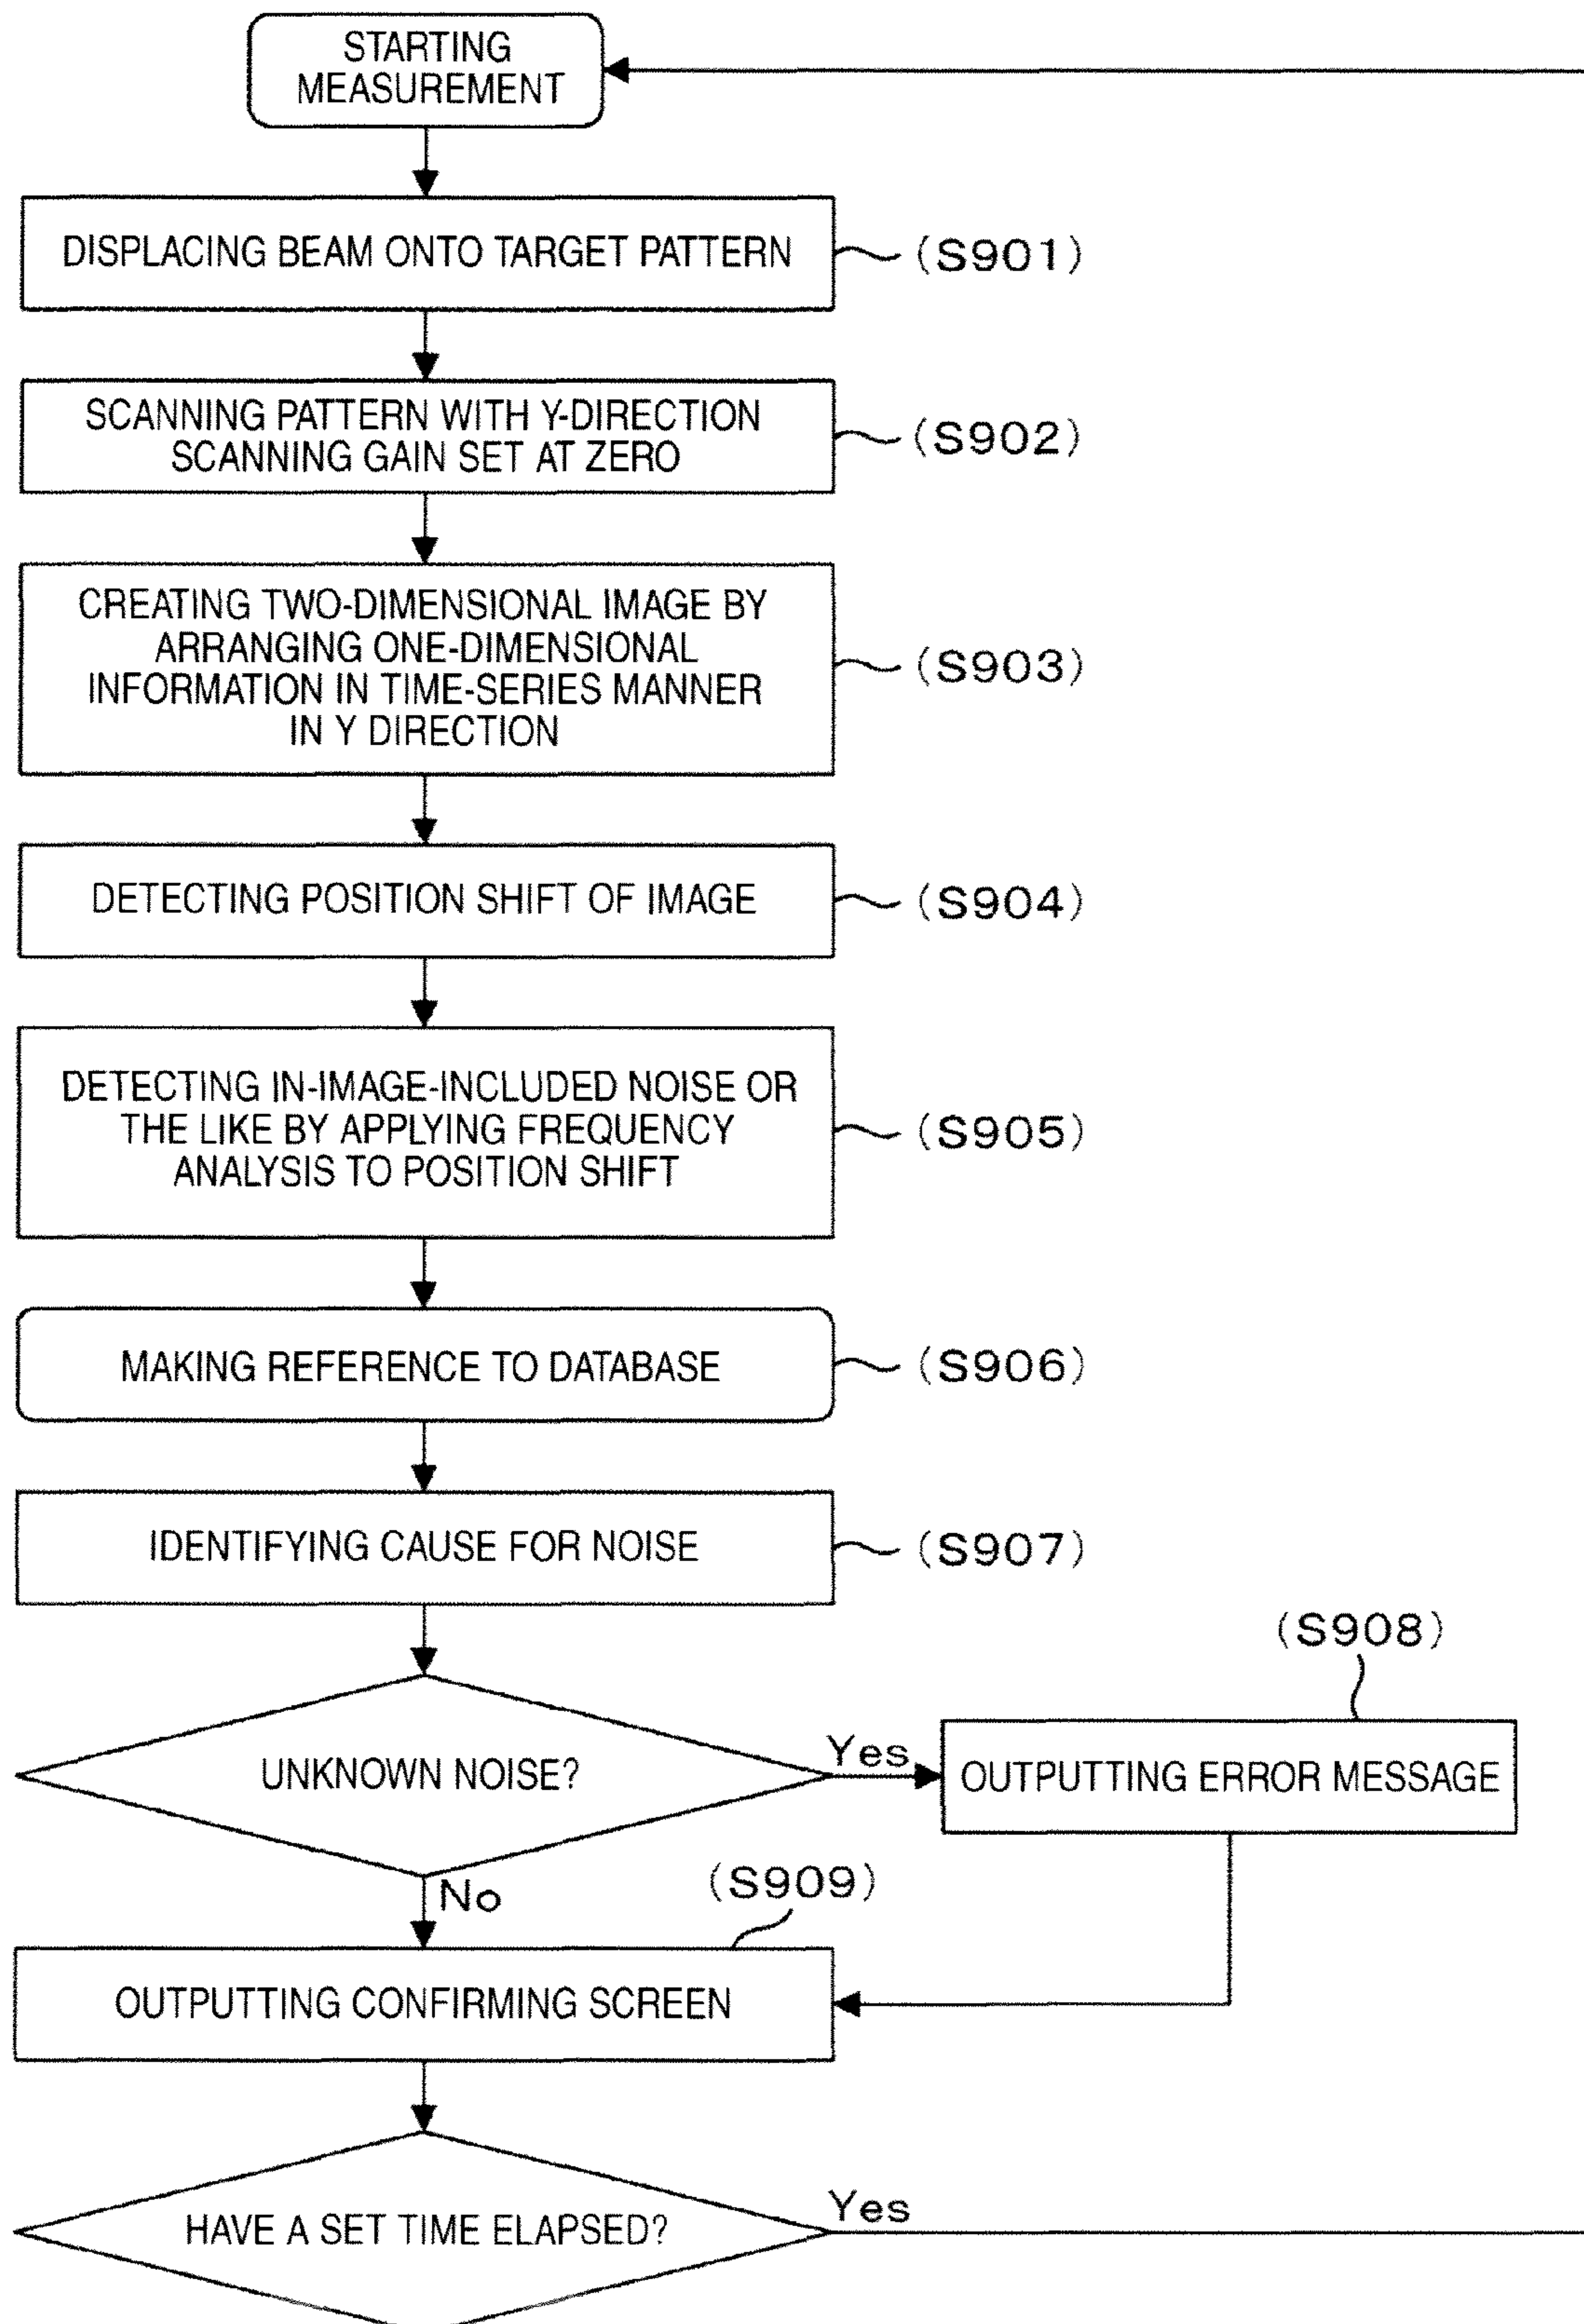 STARTING
MEASUREMENT
DISPLACING BEAM ONTO TARGET PATTERN
(S901)
SCANNING PATTERN WITH Y-DIRECTION
SCANNING GAIN SET AT ZERO
(S902)
CREATING TWO-DIMENSIONAL IMAGE BY
ARRANGING ONE-DIMENSIONAL
INFORMATION IN TIME-SERIES MANNER
IN Y DIRECTION
(S903)
DETECTING POSITION SHIFT OF IMAGE
(S904)
DETECTING IN-IMAGE-INCLUDED NOISE OR
THE LIKE BY APPLYING FREQUENCY
ANALYSIS TO POSITION SHIFT
(S905)
MAKING REFERENCE TO DATABASE
(S906)
IDENTIFYING CAUSE FOR NOISE
(S907)
UNKNOWN NOISE?
Yes
(S908)
OUTPUTTING ERROR MESSAGE
No
(S909)
OUTPUTTING CONFIRMING SCREEN
HAVE A SET TIME ELAPSED?
Yes